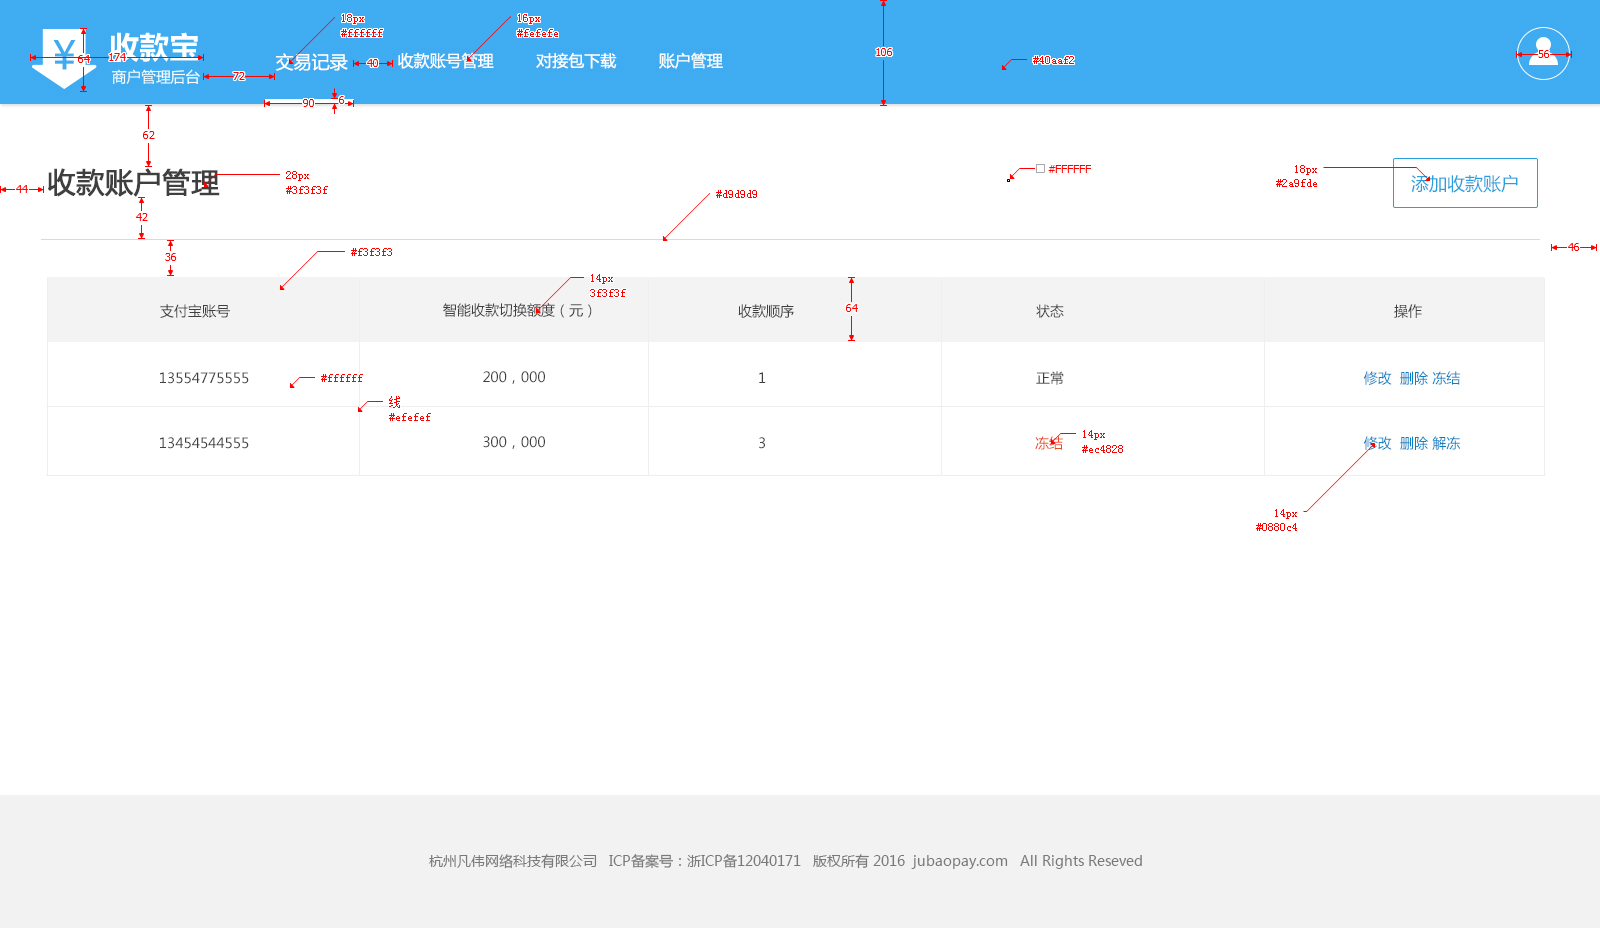 18px
#ffffff
16px
#fefefe
106
收款宝
商户管理后台
174
64
72
交易记录
40
收款账号管理
对接包下载
账户管理
#40aaf2
56
90
6
62
44
收款账户管理
28px
#3f3f3f
#FFFFFF
18px
#2a9fde
添加收款账户
42
#d9d9d9
36
#f3f3f3
46
14px
3f3f3f
支付宝账号
智能收款切换额度（元）
收款顺序
64
状态
操作
13554775555
#ffffff
200，000
1
正常
修改 删除 冻结
线
#efefef
13454544555
300，000
3
冻结
14px
#ec4828
修改 删除 解冻
14px
#0880c4
杭州凡伟网络科技有限公司 ICP备案号：浙ICP备12040171 版权所有 2016 jubaopay.com All Rights Reseved